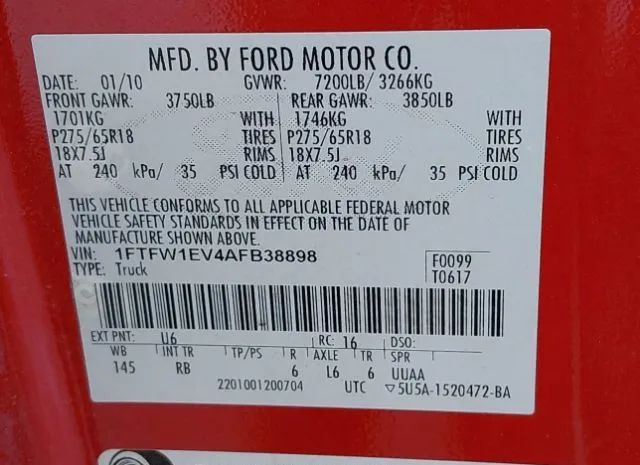 MFD. BY FORD MOTOR CO.
DATE: 01/10 GVWR: 7200LB/ 3266KG
FRONT GAWR: 3750LB REAR GAWR: 3850LB
1701KG WITH 1746KG WITH
P275/65R18 TIRES P275/65R18 TIRES
18X7.5J RIMS 18X7.5J RIMS
AT 240 kPa/ 35 PSI COLD AT 240 kPa/ 35 PSI COLD
THIS VEHICLE CONFORMS TO ALL APPLICABLE FEDERAL MOTOR
VEHICLE SAFETY STANDARDS IN EFFECT ON THE DATE OF
MANUFACTURE SHOWN ABOVE.
VIN: 1FTFW1EV4AFB38898 F0099
TYPE: Truck T0617
EXT PNT: U6 RC: 16 DSO:
WB INT TR TP/PS R AXLE TR SPR
145 RB 6 L6 6 UUAA
2201001200704 UTC ▽5U5A-1520472-BA